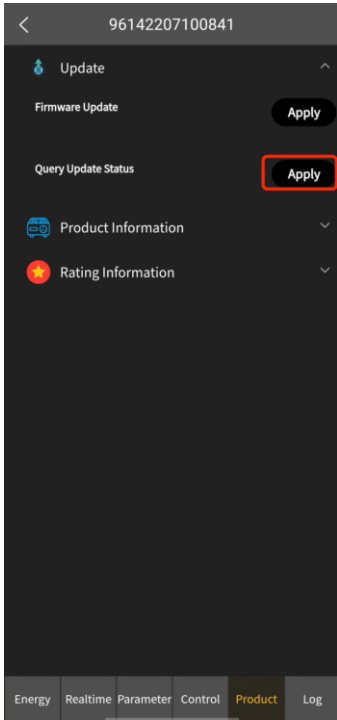 96142207100841
Update
Firmware Update
Apply
Query Update Status
Apply
Product Information
Rating Information
Energy Realtime Parameter Control Product Log